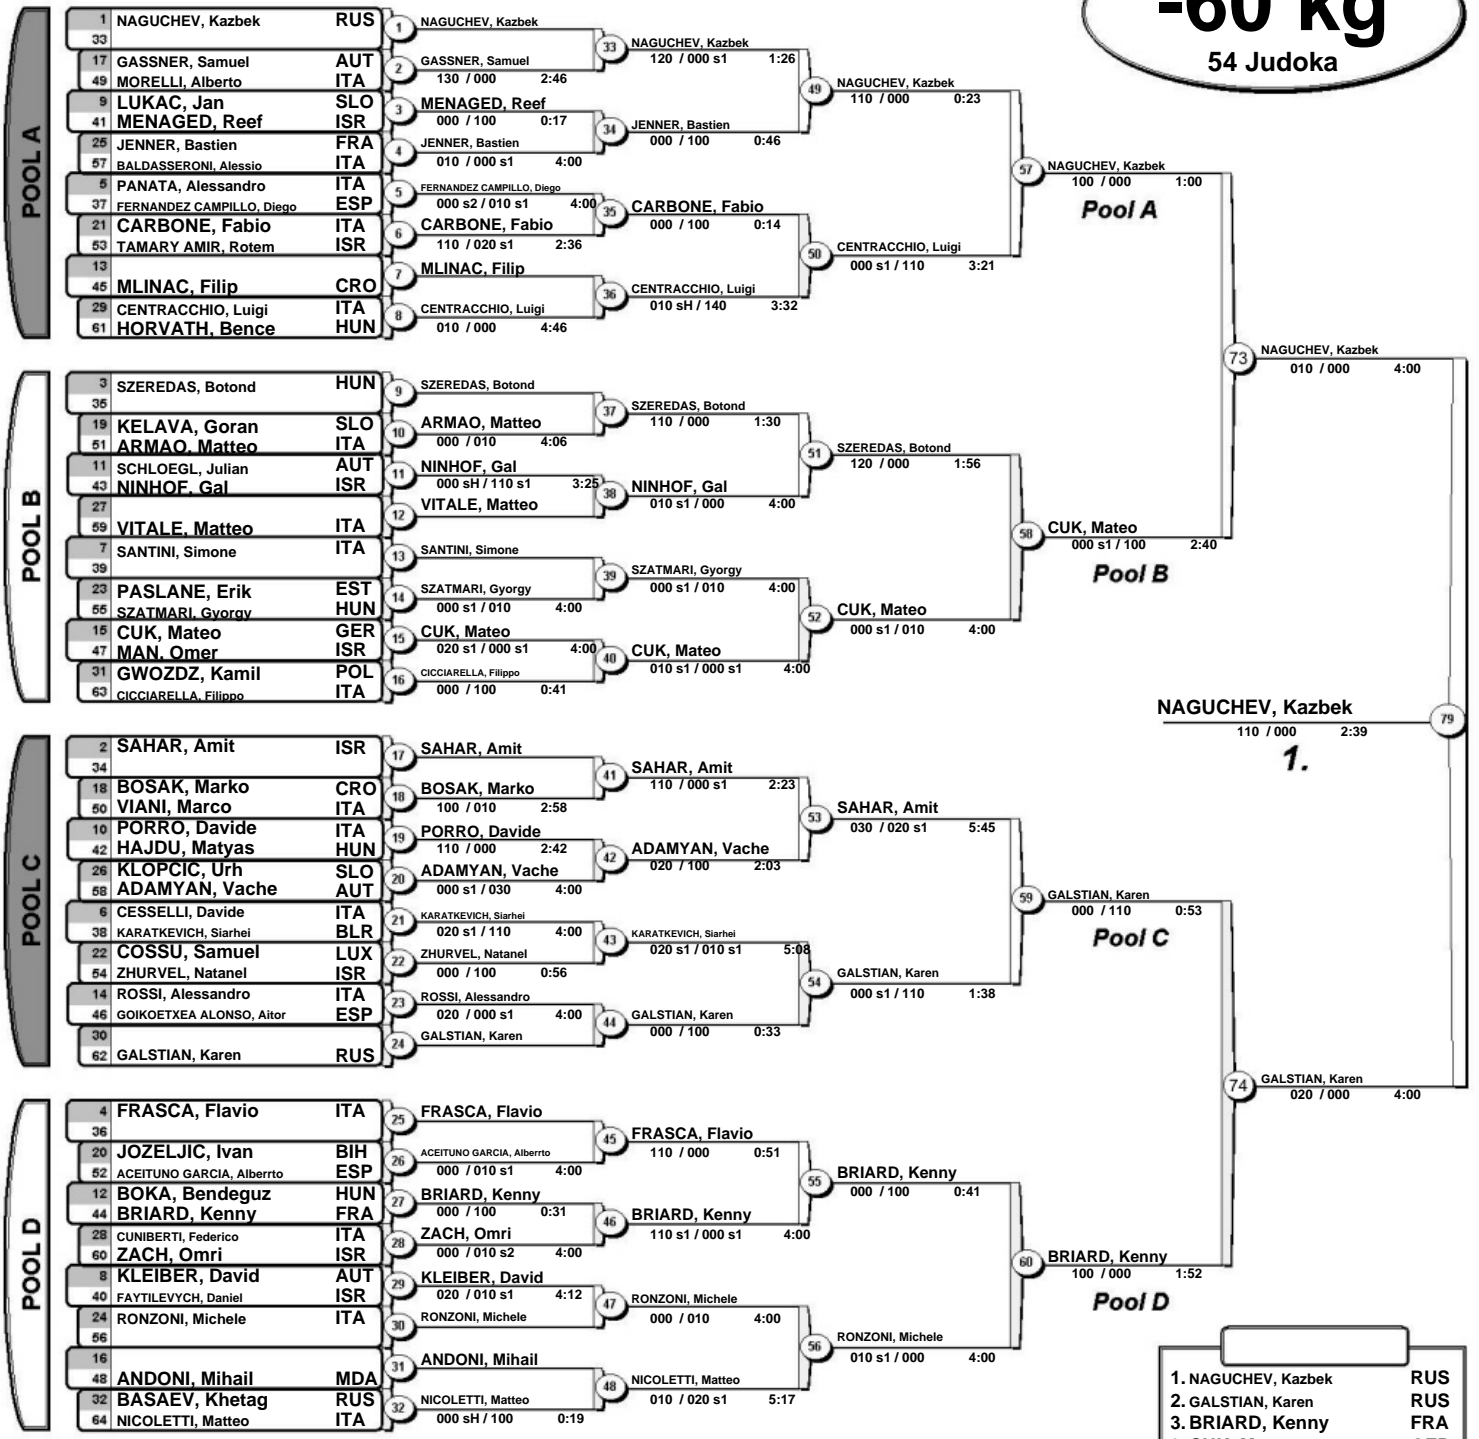 -60 kg
54 Judoka
POOL A
1 NAGUCHEV, Kazbek RUS
33
17 GASSNER, Samuel AUT
49 MORELLI, Alberto ITA
9 LUKAC, Jan SLO
41 MENAGED, Reef ISR
25 JENNER, Bastien FRA
57 BALDASSERONI, Alessio ITA
5 PANATA, Alessandro ITA
37 FERNANDEZ CAMPILLO, Diego ESP
21 CARBONE, Fabio ITA
53 TAMARY AMIR, Rotem ISR
13
45 MLINAC, Filip CRO
29 CENTRACCHIO, Luigi ITA
61 HORVATH, Bence HUN
1 NAGUCHEV, Kazbek
2 GASSNER, Samuel
130 / 000 2:46
3 MENAGED, Reef
000 / 100 0:17
4 JENNER, Bastien
010 / 000 s1 4:00
5 FERNANDEZ CAMPILLO, Diego
000 s2 / 010 s1 4:00
6 CARBONE, Fabio
110 / 020 s1 2:36
7 MLINAC, Filip
8 CENTRACCHIO, Luigi
010 / 000 4:46
33 NAGUCHEV, Kazbek
120 / 000 s1 1:26
34 JENNER, Bastien
000 / 100 0:46
35 CARBONE, Fabio
000 / 100 0:14
36 CENTRACCHIO, Luigi
010 sH / 140 3:32
49 NAGUCHEV, Kazbek
110 / 000 0:23
50 CENTRACCHIO, Luigi
000 s1 / 110 3:21
57 NAGUCHEV, Kazbek
100 / 000 1:00
Pool A
POOL B
3 SZEREDAS, Botond HUN
35
19 KELAVA, Goran SLO
51 ARMAO, Matteo ITA
11 SCHLOEGL, Julian AUT
43 NINHOF, Gal ISR
27
59 VITALE, Matteo ITA
7 SANTINI, Simone ITA
39
23 PASLANE, Erik EST
55 SZATMARI, Gyorgy HUN
15 CUK, Mateo GER
47 MAN, Omer ISR
31 GWOZDZ, Kamil POL
63 CICCIARELLA, Filippo ITA
9 SZEREDAS, Botond
10 ARMAO, Matteo
000 / 010 4:06
11 NINHOF, Gal
000 sH / 110 s1 3:25
12 VITALE, Matteo
13 SANTINI, Simone
14 SZATMARI, Gyorgy
000 s1 / 010 4:00
15 CUK, Mateo
020 s1 / 000 s1 4:00
16 CICCIARELLA, Filippo
000 / 100 0:41
37 SZEREDAS, Botond
110 / 000 1:30
38 NINHOF, Gal
010 s1 / 000 4:00
39 SZATMARI, Gyorgy
000 s1 / 010 4:00
40 CUK, Mateo
010 s1 / 000 s1 4:00
51 SZEREDAS, Botond
120 / 000 1:56
52 CUK, Mateo
000 s1 / 010 4:00
58 CUK, Mateo
000 s1 / 100 2:40
Pool B
73 NAGUCHEV, Kazbek
010 / 000 4:00
NAGUCHEV, Kazbek 79
110 / 000 2:39
1.
POOL C
2 SAHAR, Amit ISR
34
18 BOSAK, Marko CRO
50 VIANI, Marco ITA
10 PORRO, Davide ITA
42 HAJDU, Matyas HUN
26 KLOPCIC, Urh SLO
58 ADAMYAN, Vache AUT
6 CESSELLI, Davide ITA
38 KARATKEVICH, Siarhei BLR
22 COSSU, Samuel LUX
54 ZHURVEL, Natanel ISR
14 ROSSI, Alessandro ITA
46 GOIKOETXEA ALONSO, Aitor ESP
30
62 GALSTIAN, Karen RUS
17 SAHAR, Amit
18 BOSAK, Marko
100 / 010 2:58
19 PORRO, Davide
110 / 000 2:42
20 ADAMYAN, Vache
000 s1 / 030 4:00
21 KARATKEVICH, Siarhei
020 s1 / 110 4:00
22 ZHURVEL, Natanel
000 / 100 0:56
23 ROSSI, Alessandro
020 / 000 s1 4:00
24 GALSTIAN, Karen
41 SAHAR, Amit
110 / 000 s1 2:23
42 ADAMYAN, Vache
020 / 100 2:03
43 KARATKEVICH, Siarhei
020 s1 / 010 s1 5:08
44 GALSTIAN, Karen
000 / 100 0:33
53 SAHAR, Amit
030 / 020 s1 5:45
54 GALSTIAN, Karen
000 s1 / 110 1:38
59 GALSTIAN, Karen
000 / 110 0:53
Pool C
POOL D
4 FRASCA, Flavio ITA
36
20 JOZELJIC, Ivan BIH
52 ACEITUNO GARCIA, Alberrto ESP
12 BOKA, Bendeguz HUN
44 BRIARD, Kenny FRA
28 CUNIBERTI, Federico ITA
60 ZACH, Omri ISR
8 KLEIBER, David AUT
40 FAYTILEVYCH, Daniel ISR
24 RONZONI, Michele ITA
56
16
48 ANDONI, Mihail MDA
32 BASAEV, Khetag RUS
64 NICOLETTI, Matteo ITA
25 FRASCA, Flavio
26 ACEITUNO GARCIA, Alberrto
000 / 010 s1 4:00
27 BRIARD, Kenny
000 / 100 0:31
28 ZACH, Omri
000 / 010 s2 4:00
29 KLEIBER, David
020 / 010 s1 4:12
30 RONZONI, Michele
31 ANDONI, Mihail
32 NICOLETTI, Matteo
000 sH / 100 0:19
45 FRASCA, Flavio
110 / 000 0:51
46 BRIARD, Kenny
110 s1 / 000 s1 4:00
47 RONZONI, Michele
000 / 010 4:00
48 NICOLETTI, Matteo
010 / 020 s1 5:17
55 BRIARD, Kenny
000 / 100 0:41
56 RONZONI, Michele
010 s1 / 000 4:00
60 BRIARD, Kenny
100 / 000 1:52
Pool D
74 GALSTIAN, Karen
020 / 000 4:00
1. NAGUCHEV, Kazbek RUS
2. GALSTIAN, Karen RUS
3. BRIARD, Kenny FRA